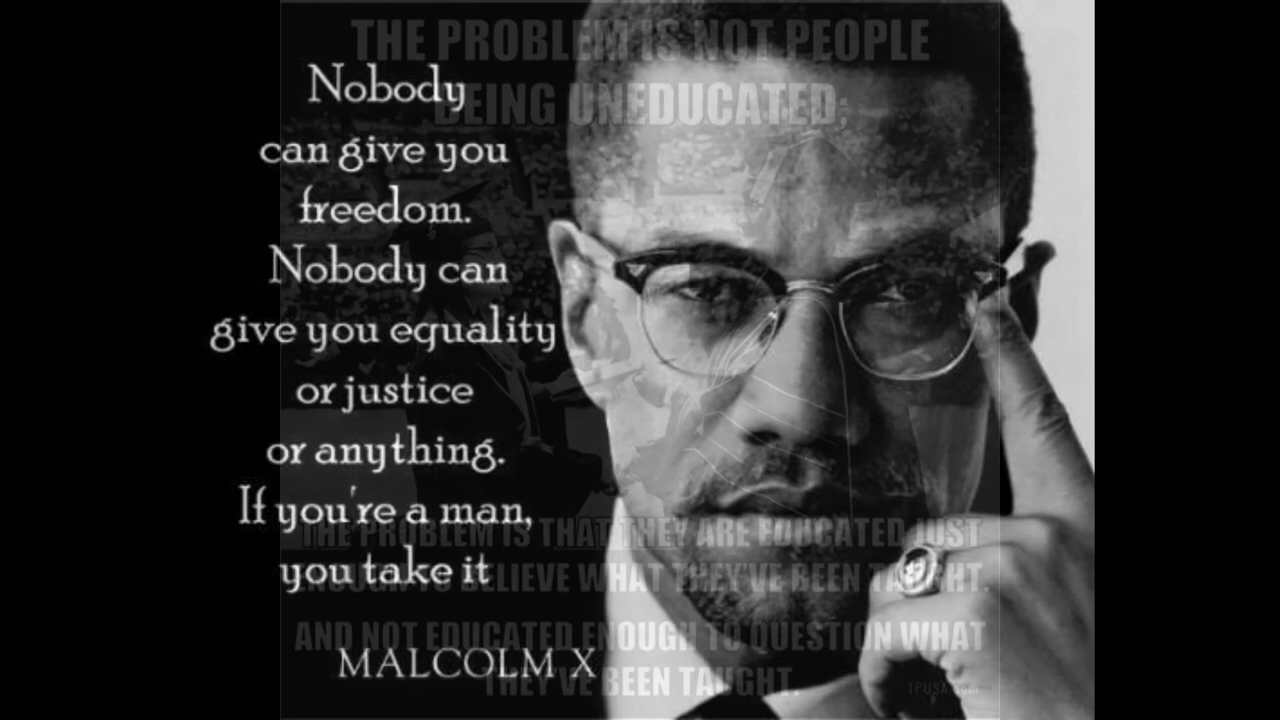 THE PROBLEM IS NOT PEOPLE
BEING UNEDUCATED;
Nobody
can give you
freedom.
Nobody can
give you equality
or justice
or anything.
If you're a man,
you take it
MALCOLM X
THE PROBLEM IS THAT THEY ARE EDUCATED JUST
ENOUGH TO BELIEVE WHAT THEY'VE BEEN TAUGHT.
AND NOT EDUCATED ENOUGH TO QUESTION WHAT
THEY'VE BEEN TAUGHT.
TPUSA.com